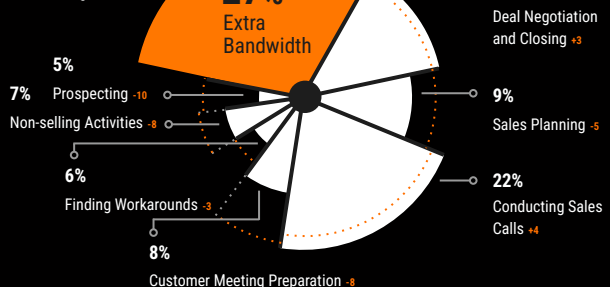 Extra
Bandwidth
Deal Negotiation
and Closing +3
5%
Prospecting -10
7%
Non-selling Activities -8
9%
Sales Planning -5
6%
Finding Workarounds -3
22%
Conducting Sales
Calls +4
8%
Customer Meeting Preparation -8